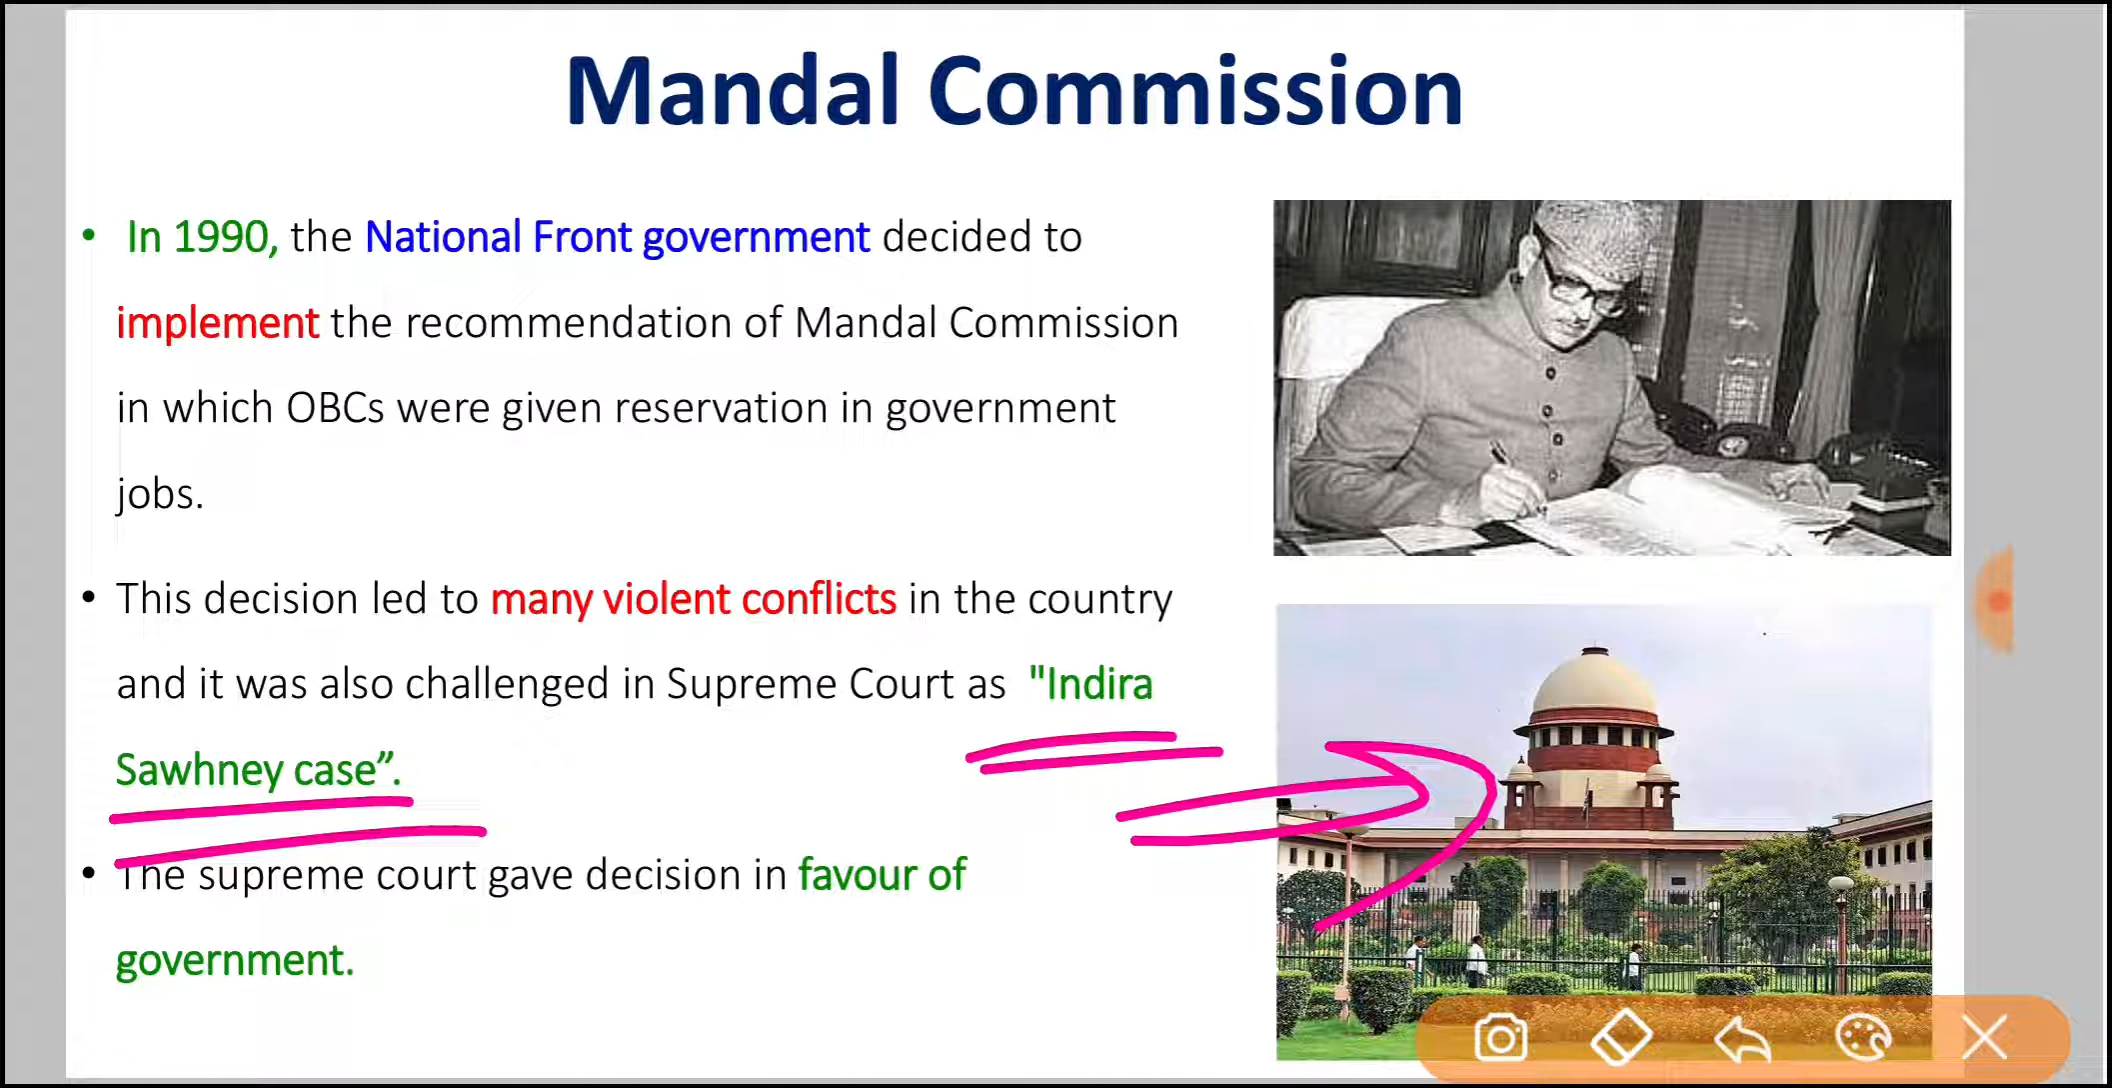 Mandal Commission
• In 1990, the National Front government decided to
implement the recommendation of Mandal Commission
in which OBCs were given reservation in government
jobs.
• This decision led to many violent conflicts in the country
and it was also challenged in Supreme Court as "Indira
Sawhney case”.
• The supreme court gave decision in favour of
government.